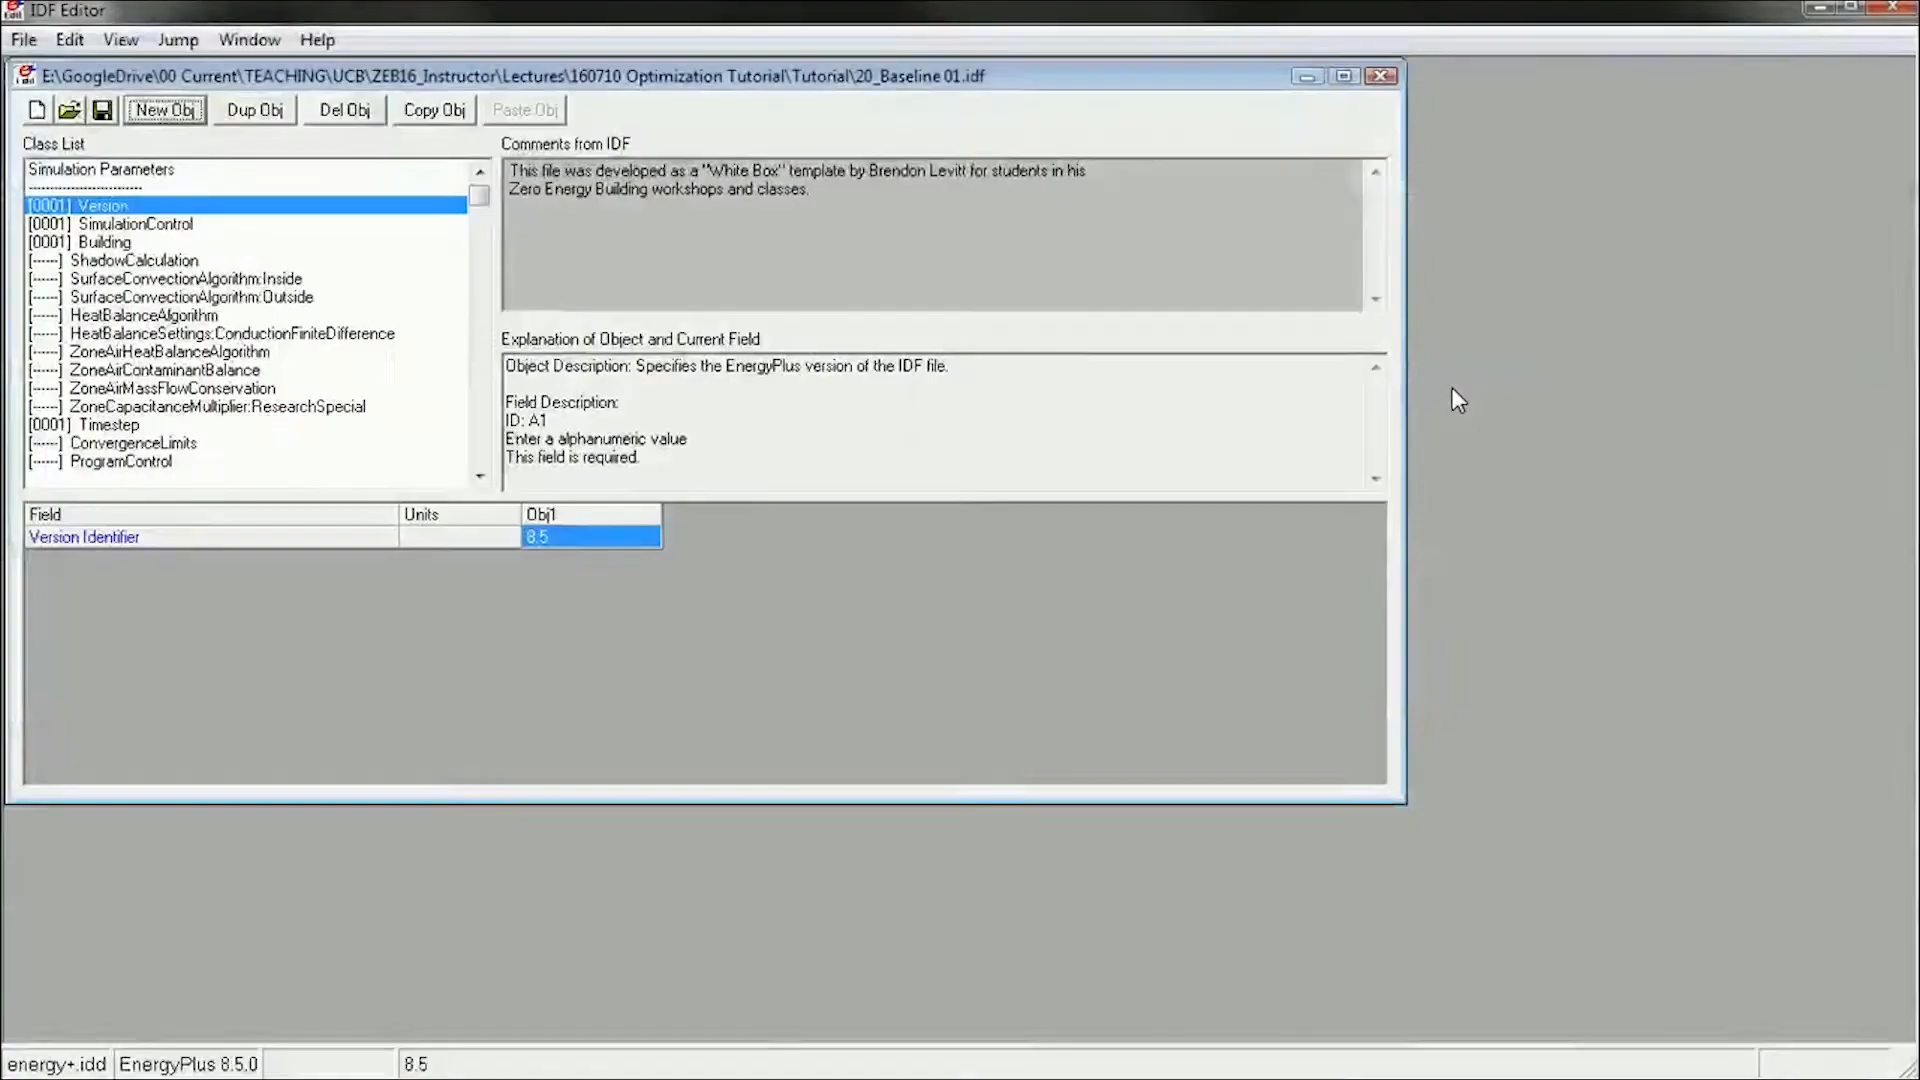 IDF Editor
File Edit View Jump Window Help
E:\GoogleDrive\00 Current\TEACHING\UCB\ZEB16_Instructor\Lectures\160710 Optimization Tutorial\Tutorial\20_Baseline 01.idf
New Obj Dup Obj Del Obj Copy Obj Paste Obj
Class List
Simulation Parameters
-------------------------
[0001] Version
[0001] SimulationControl
[0001] Building
[------] ShadowCalculation
[------] SurfaceConvectionAlgorithm:Inside
[------] SurfaceConvectionAlgorithm:Outside
[------] HeatBalanceAlgorithm
[------] HeatBalanceSettings:ConductionFiniteDifference
[------] ZoneAirHeatBalanceAlgorithm
[------] ZoneAirContaminantBalance
[------] ZoneAirMassFlowConservation
[------] ZoneCapacitanceMultiplier:ResearchSpecial
[0001] Timestep
[------] ConvergenceLimits
[------] ProgramControl
Comments from IDF
This file was developed as a "White Box" template by Brendon Levitt for students in his
Zero Energy Building workshops and classes.
Explanation of Object and Current Field
Object Description: Specifies the EnergyPlus version of the IDF file.
Field Description:
ID: A1
Enter a alphanumeric value
This field is required.
Field Units Obj1
Version Identifier 8.5
energy+.idd EnergyPlus 8.5.0 8.5